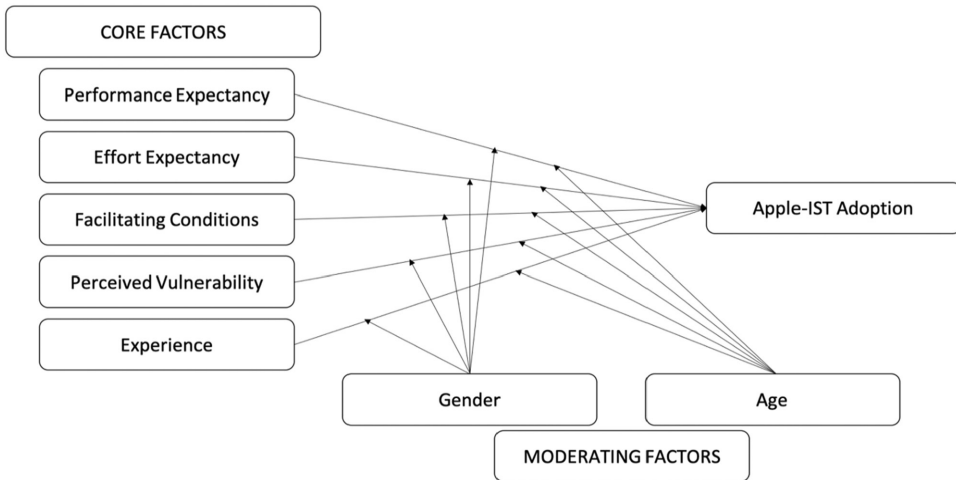 CORE FACTORS
Performance Expectancy
Effort Expectancy
Facilitating Conditions
Perceived Vulnerability
Experience
Apple-IST Adoption
Gender
Age
MODERATING FACTORS